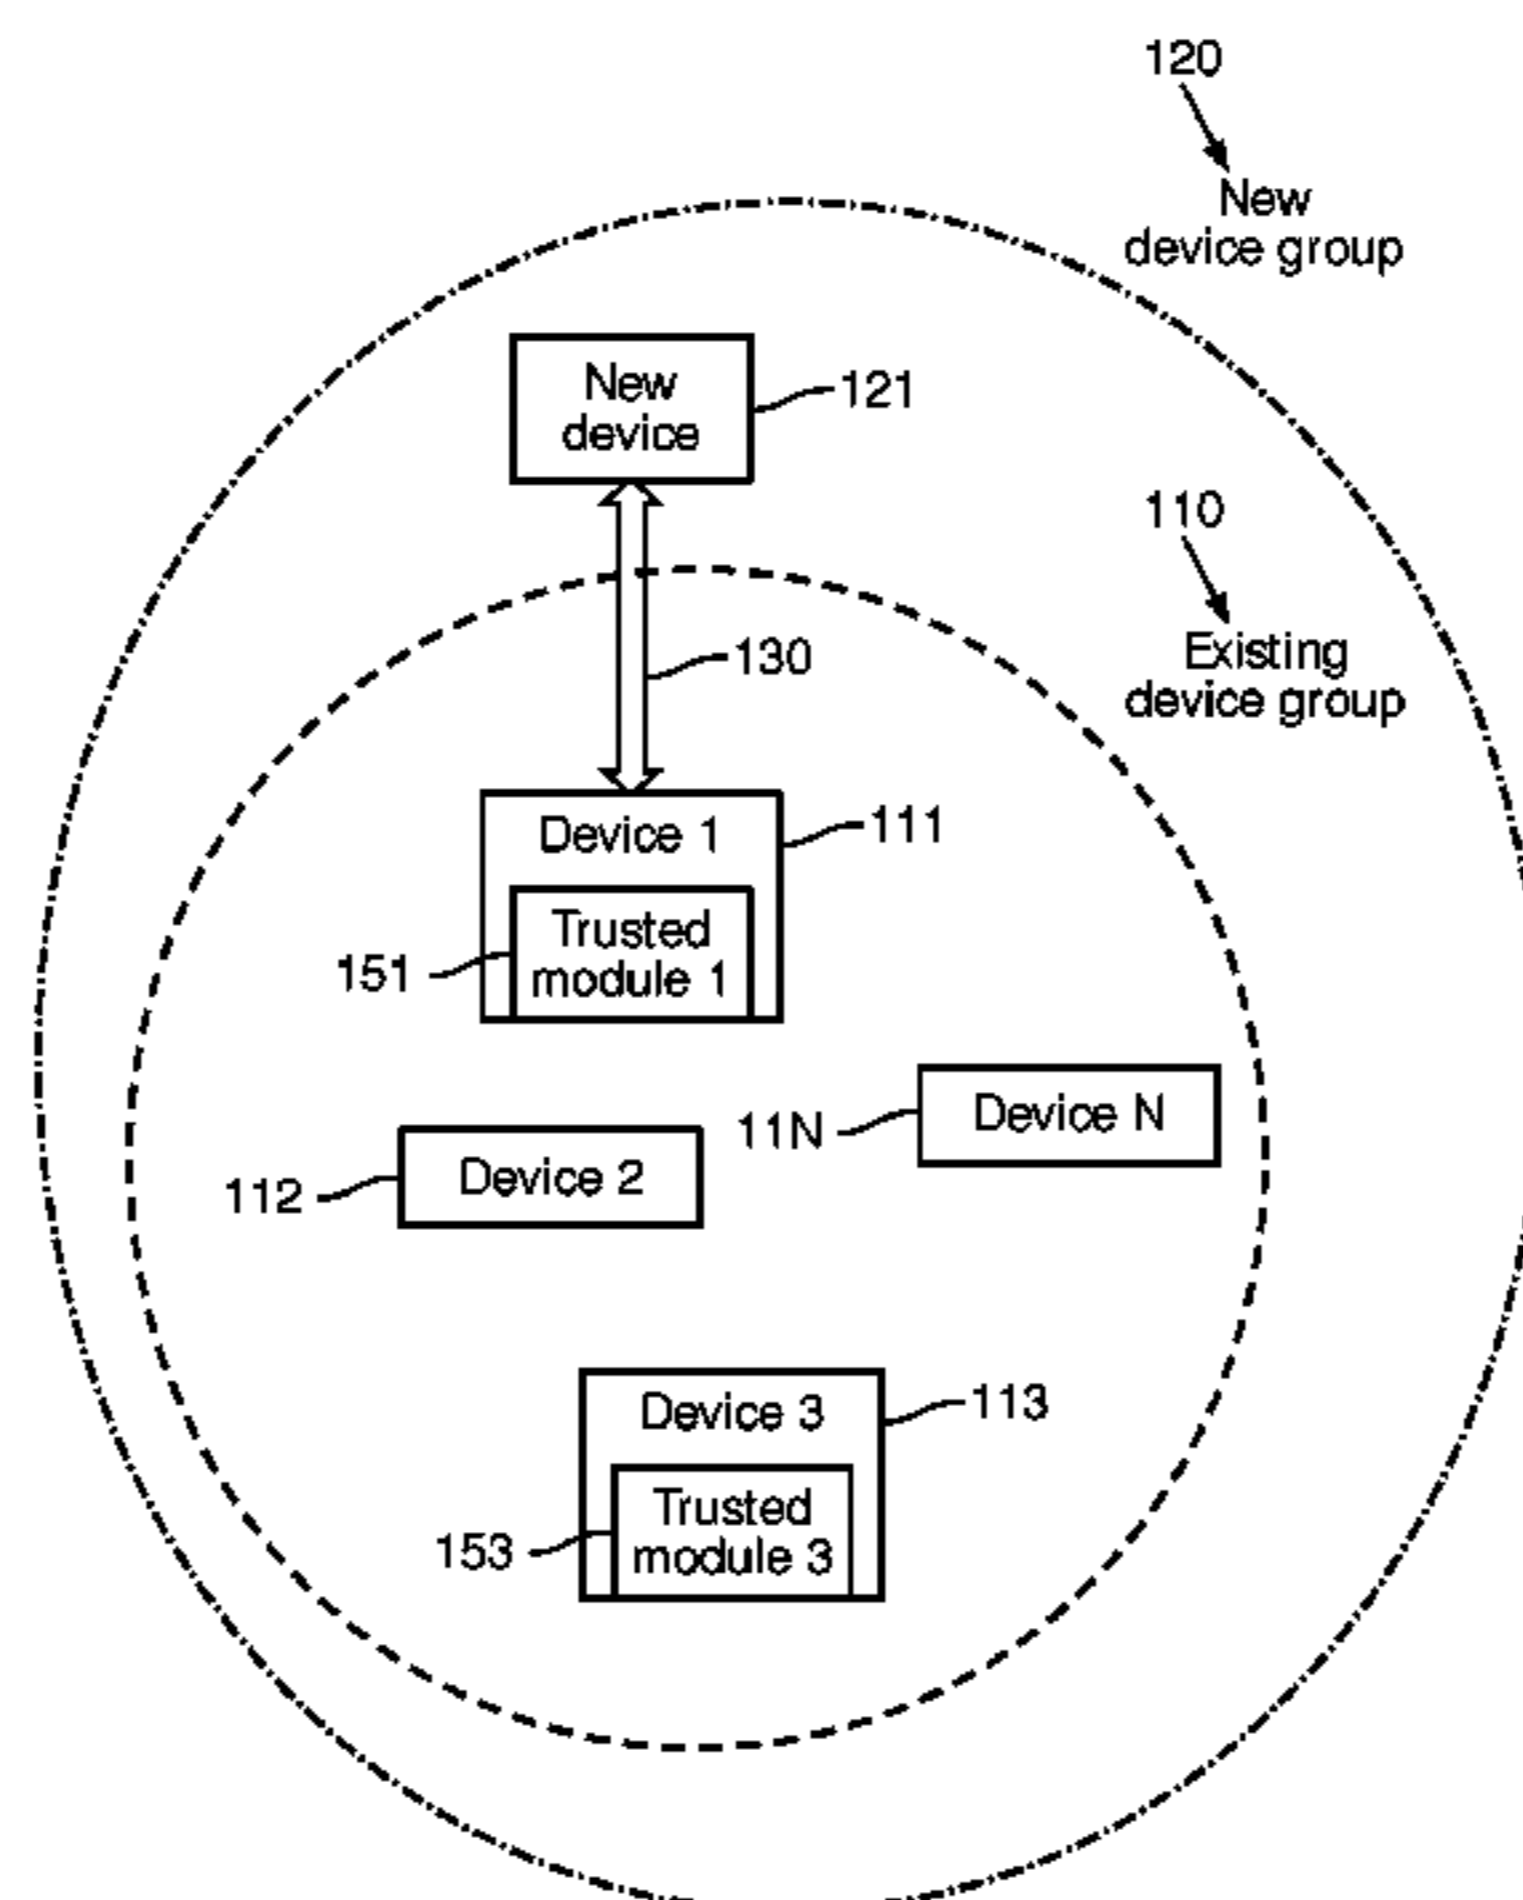 120
New
device group
New
device
121
110
Existing
device group
130
Device 1
111
Trusted
module 1
151
Device N
11N
Device 2
112
Device 3
113
Trusted
module 3
153